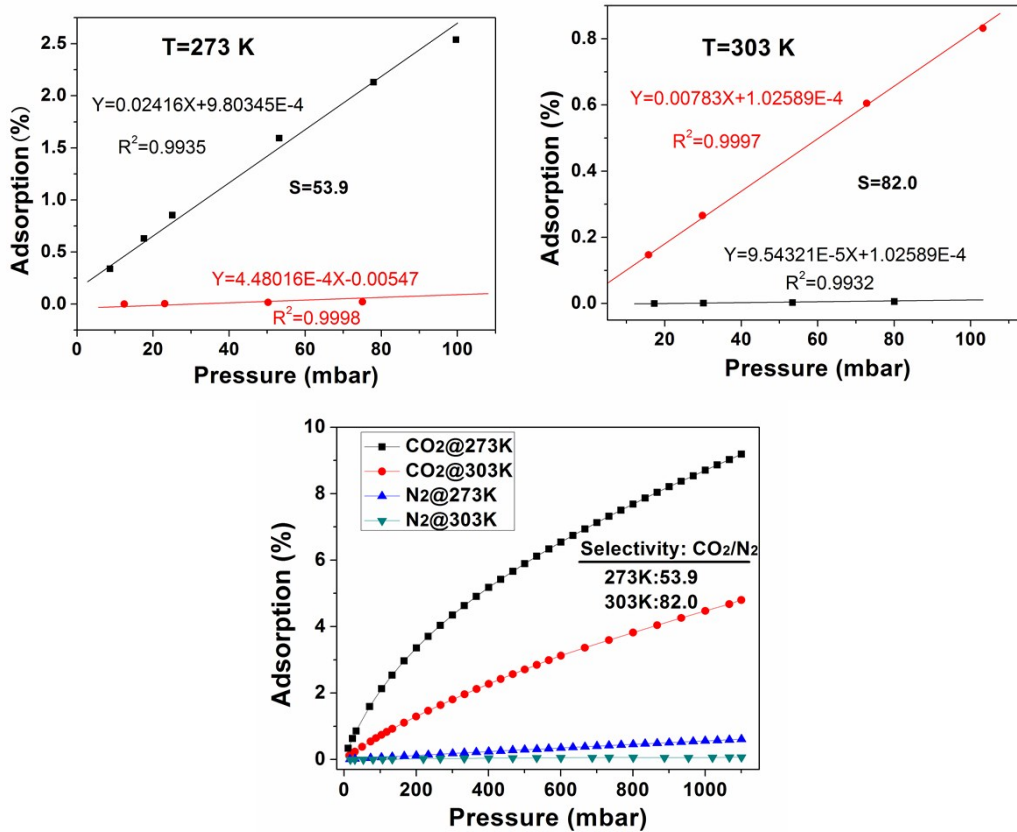 T=273 K
Y=0.02416X+9.80345E-4
R²=0.9935
S=53.9
Y=4.48016E-4X-0.00547
R²=0.9998
Adsorption (%)
2.5
2.0
1.5
1.0
0.5
0.0
0 20 40 60 80 100
Pressure (mbar)
T=303 K
Y=0.00783X+1.02589E-4
R²=0.9997
S=82.0
Y=9.54321E-5X+1.02589E-4
R²=0.9932
Adsorption (%)
0.8
0.6
0.4
0.2
0.0
20 40 60 80 100
Pressure (mbar)
CO2@273K
CO2@303K
N2@273K
N2@303K
Selectivity: CO2/N2
273K:53.9
303K:82.0
Adsorption (%)
10
8
6
4
2
0
0 200 400 600 800 1000
Pressure (mbar)